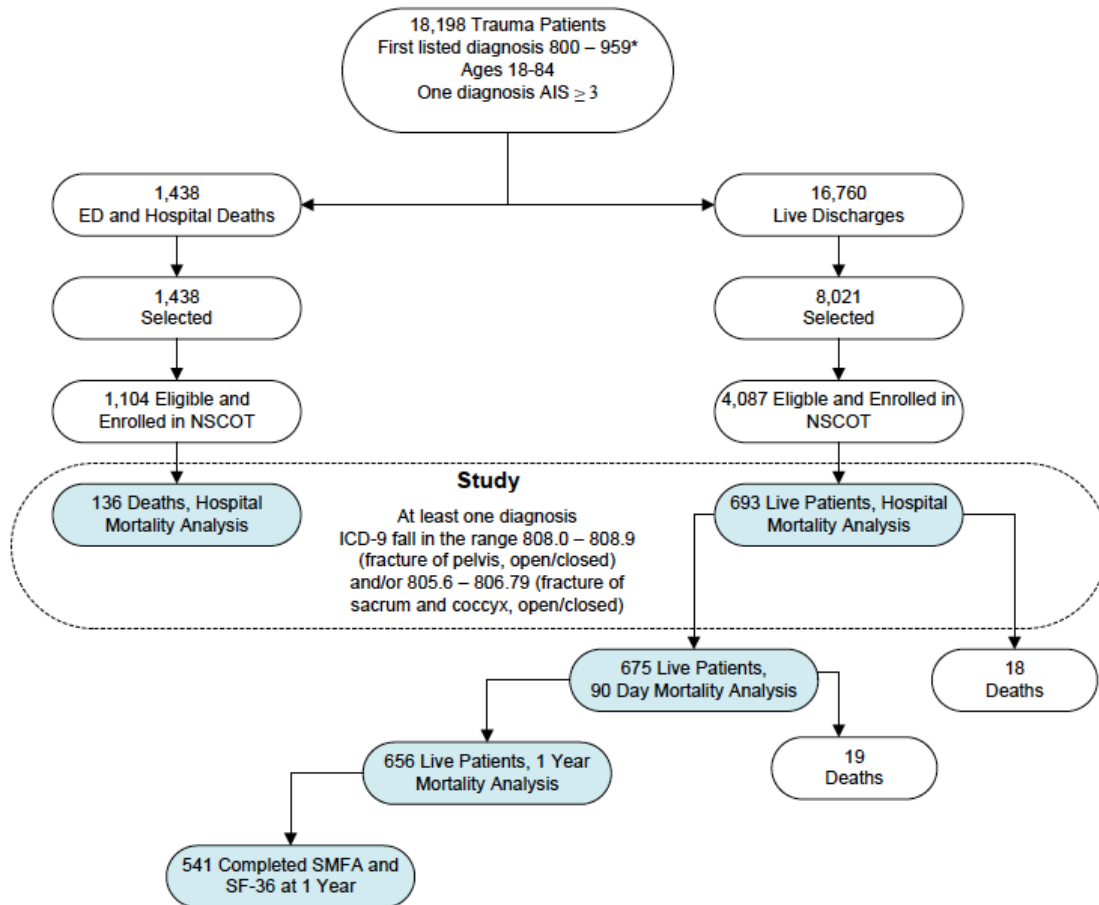 18,198 Trauma Patients
First listed diagnosis 800 – 959*
Ages 18-84
One diagnosis AIS ≥ 3
1,438
ED and Hospital Deaths
16,760
Live Discharges
1,438
Selected
8,021
Selected
1,104 Eligible and
Enrolled in NSCOT
4,087 Eligble and Enrolled in
NSCOT
Study
136 Deaths, Hospital
Mortality Analysis
693 Live Patients, Hospital
Mortality Analysis
At least one diagnosis
ICD-9 fall in the range 808.0 – 808.9
(fracture of pelvis, open/closed)
and/or 805.6 – 806.79 (fracture of
sacrum and coccyx, open/closed)
675 Live Patients,
90 Day Mortality Analysis
18
Deaths
656 Live Patients, 1 Year
Mortality Analysis
19
Deaths
541 Completed SMFA and
SF-36 at 1 Year